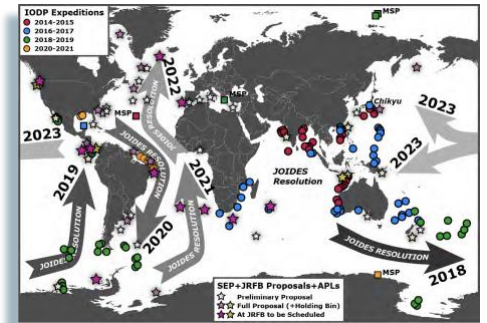 IODP Expeditions
2014-2015
2016-2017
2018-2019
2020-2021
MSP
2022
MSP
MSP
Chikyu
2023
2023
JOIDES RESOLUTION
JOIDES RESOLUTION
JOIDES
Resolution
2023
2019
2021
2020
JOIDES RESOLUTION
JOIDES RESOLUTION
JOIDES RESOLUTION
2018
MSP
SEP+JRFB Proposals+APLs
Preliminary Proposal
Full Proposal (+Holding Bin)
At JRFB to be Scheduled